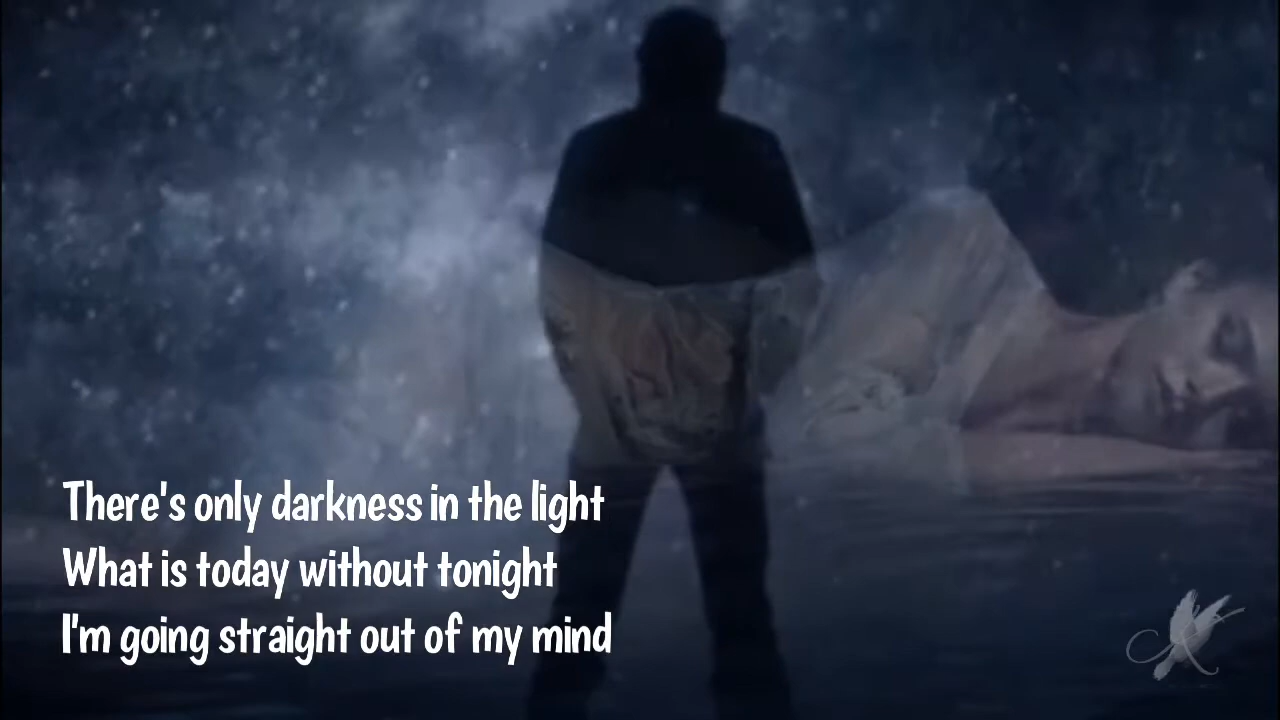 There's only darkness in the light
What is today without tonight
I'm going straight out of my mind